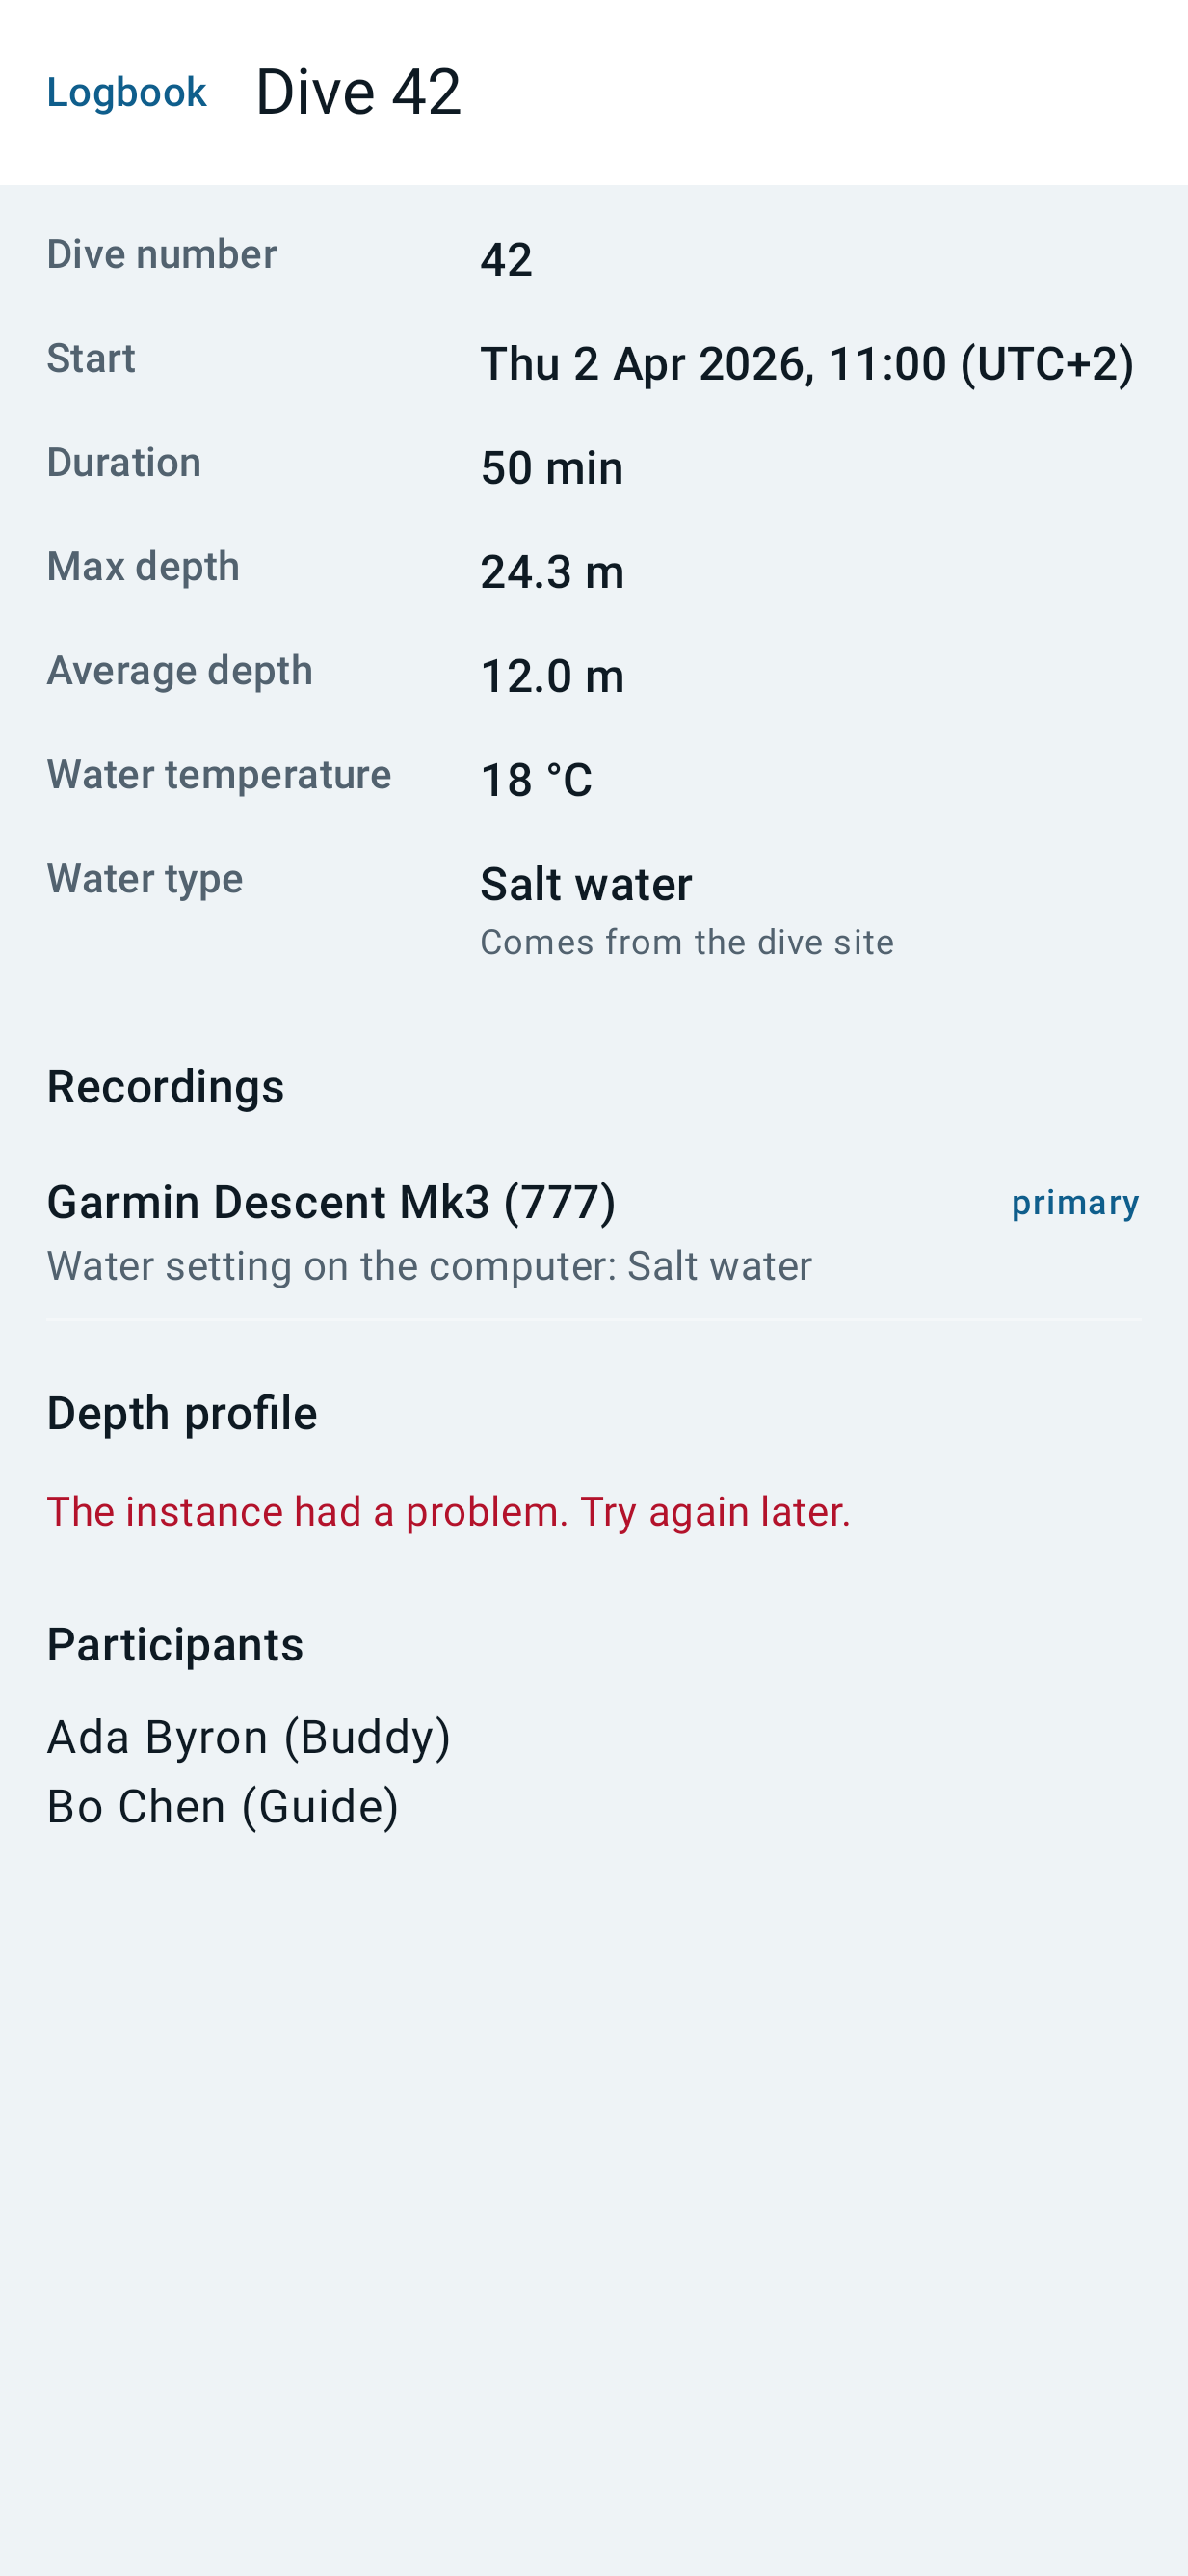 Logbook Dive 42
Dive number 42
Start Thu 2 Apr 2026, 11:00 (UTC+2)
Duration 50 min
Max depth 24.3 m
Average depth 12.0 m
Water temperature 18 °C
Water type Salt water
Comes from the dive site
Recordings
Garmin Descent Mk3 (777) primary
Water setting on the computer: Salt water
Depth profile
The instance had a problem. Try again later.
Participants
Ada Byron (Buddy)
Bo Chen (Guide)